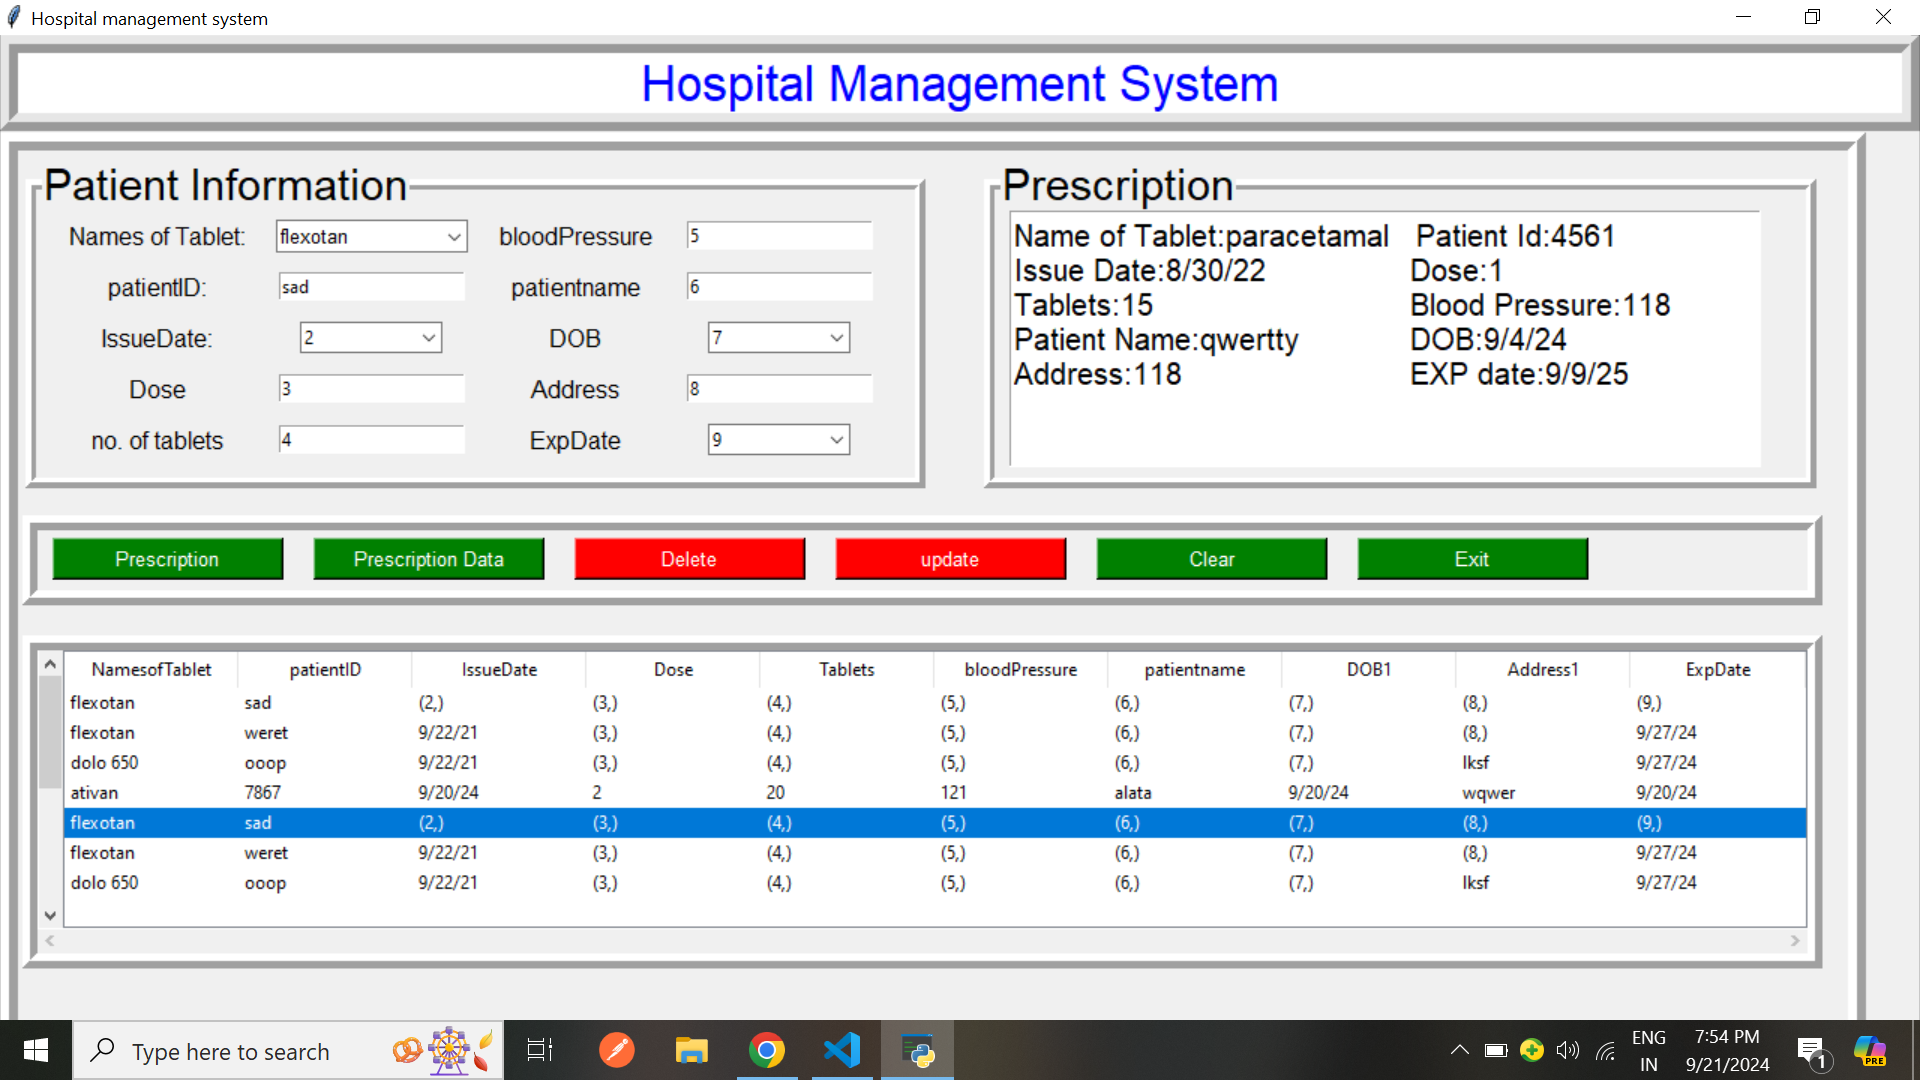 Hospital management system
Hospital Management System
Patient Information
Names of Tablet: flexotan bloodPressure 5
patientID: sad patientname 6
IssueDate: 2 DOB 7
Dose 3 Address 8
no. of tablets 4 ExpDate 9
Prescription
Name of Tablet:paracetamal Patient Id:4561
Issue Date:8/30/22 Dose:1
Tablets:15 Blood Pressure:118
Patient Name:qwertty DOB:9/4/24
Address:118 EXP date:9/9/25
Prescription Prescription Data Delete update Clear Exit
NamesofTablet patientID IssueDate Dose Tablets bloodPressure patientname DOB1 Address1 ExpDate
flexotan sad (2,) (3,) (4,) (5,) (6,) (7,) (8,) (9,)
flexotan weret 9/22/21 (3,) (4,) (5,) (6,) (7,) (8,) 9/27/24
dolo 650 ooop 9/22/21 (3,) (4,) (5,) (6,) (7,) lksf 9/27/24
ativan 7867 9/20/24 2 20 121 alata 9/20/24 wqwer 9/20/24
flexotan sad (2,) (3,) (4,) (5,) (6,) (7,) (8,) (9,)
flexotan weret 9/22/21 (3,) (4,) (5,) (6,) (7,) (8,) 9/27/24
dolo 650 ooop 9/22/21 (3,) (4,) (5,) (6,) (7,) lksf 9/27/24
Type here to search
ENG
IN
7:54 PM
9/21/2024
1
PRE